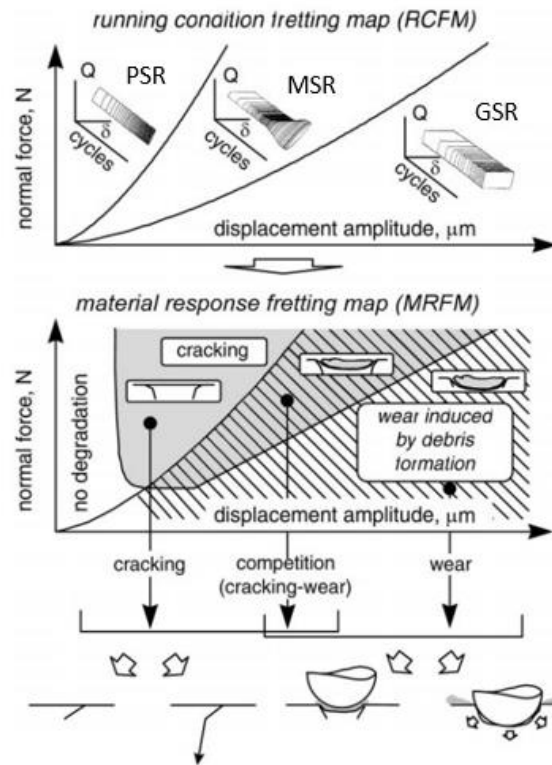 running condition fretting map (RCFM)
normal force, N
Q
PSR
δ
cycles
Q
MSR
δ
cycles
Q
GSR
δ
cycles
displacement amplitude, μm
material response fretting map (MRFM)
normal force, N
no degradation
cracking
wear induced
by debris
formation
displacement amplitude, μm
cracking
competition
(cracking-wear)
wear